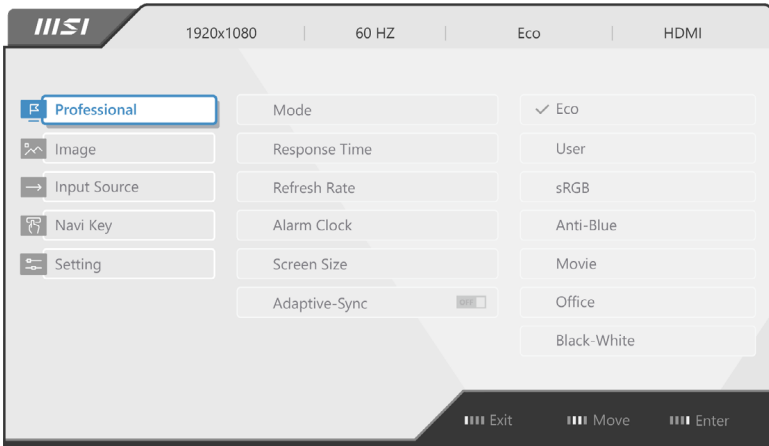 msi
1920x1080 60 HZ Eco HDMI
Professional
Image
Input Source
Navi Key
Setting
Mode
Response Time
Refresh Rate
Alarm Clock
Screen Size
Adaptive-Sync OFF
Eco
User
sRGB
Anti-Blue
Movie
Office
Black-White
Exit Move Enter